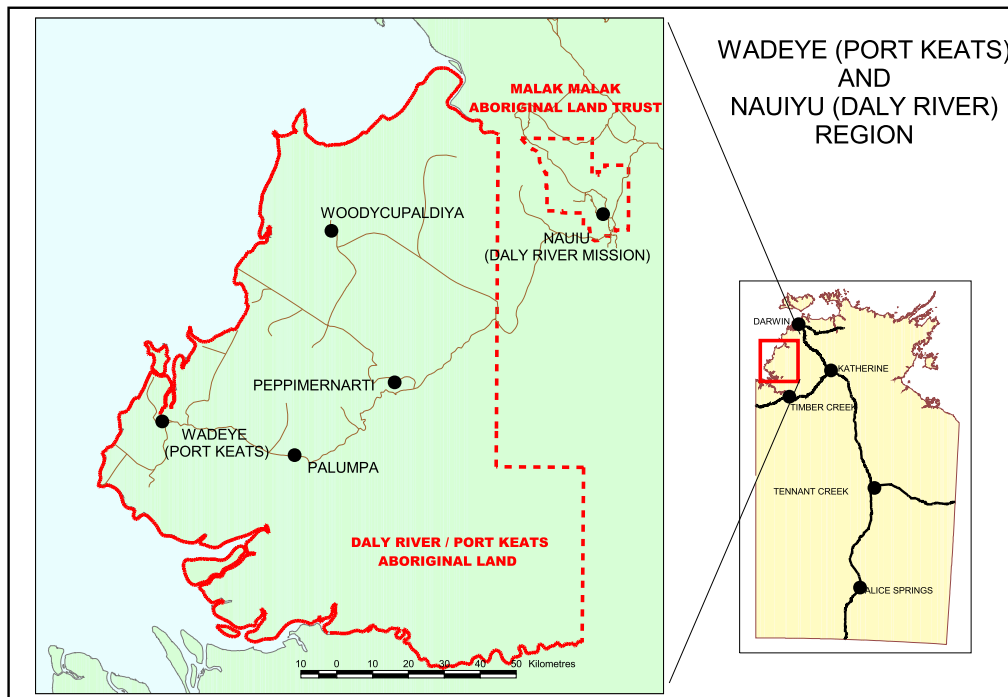 WADEYE (PORT KEATS)
AND
NAUIYU (DALY RIVER)
REGION
MALAK MALAK
ABORIGINAL LAND TRUST
WOODYCUPALDIYA
NAUIU
(DALY RIVER MISSION)
PEPPIMERNARTI
WADEYE
(PORT KEATS)
PALUMPA
DALY RIVER / PORT KEATS
ABORIGINAL LAND
10 0 10 20 30 40 50 Kilometres
DARWIN
KATHERINE
TIMBER CREEK
TENNANT CREEK
ALICE SPRINGS